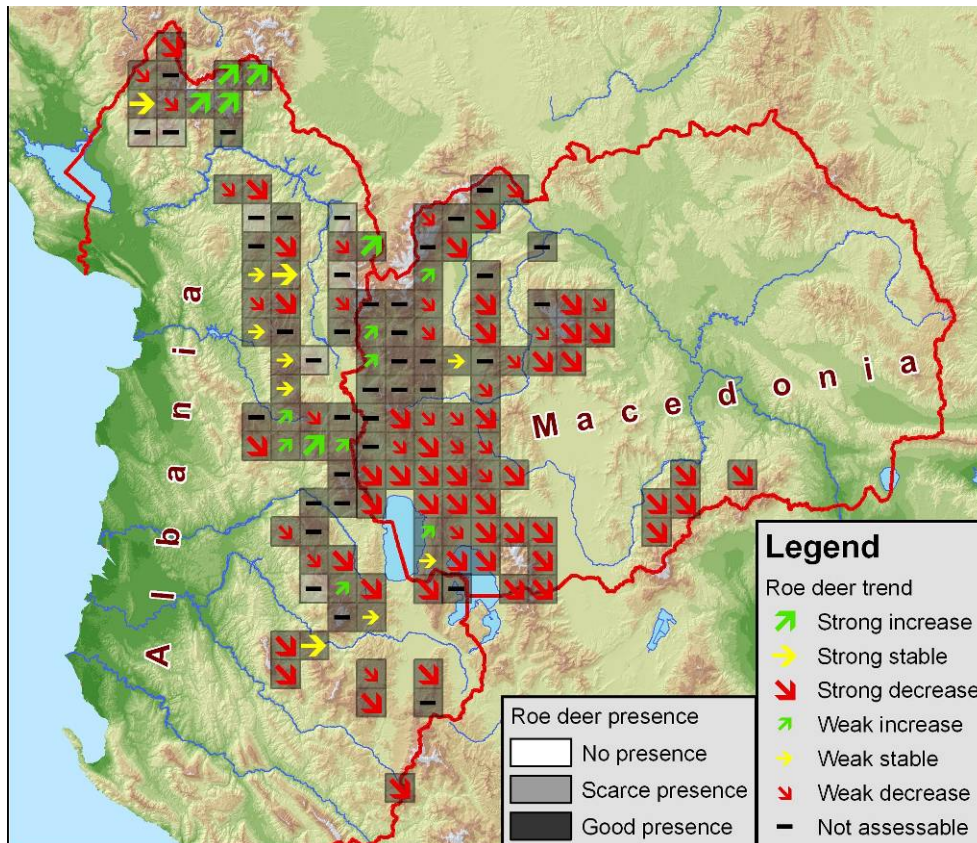 Albania
Macedonia
Legend
Roe deer trend
Strong increase
Strong stable
Strong decrease
Weak increase
Weak stable
Weak decrease
Not assessable
Roe deer presence
No presence
Scarce presence
Good presence